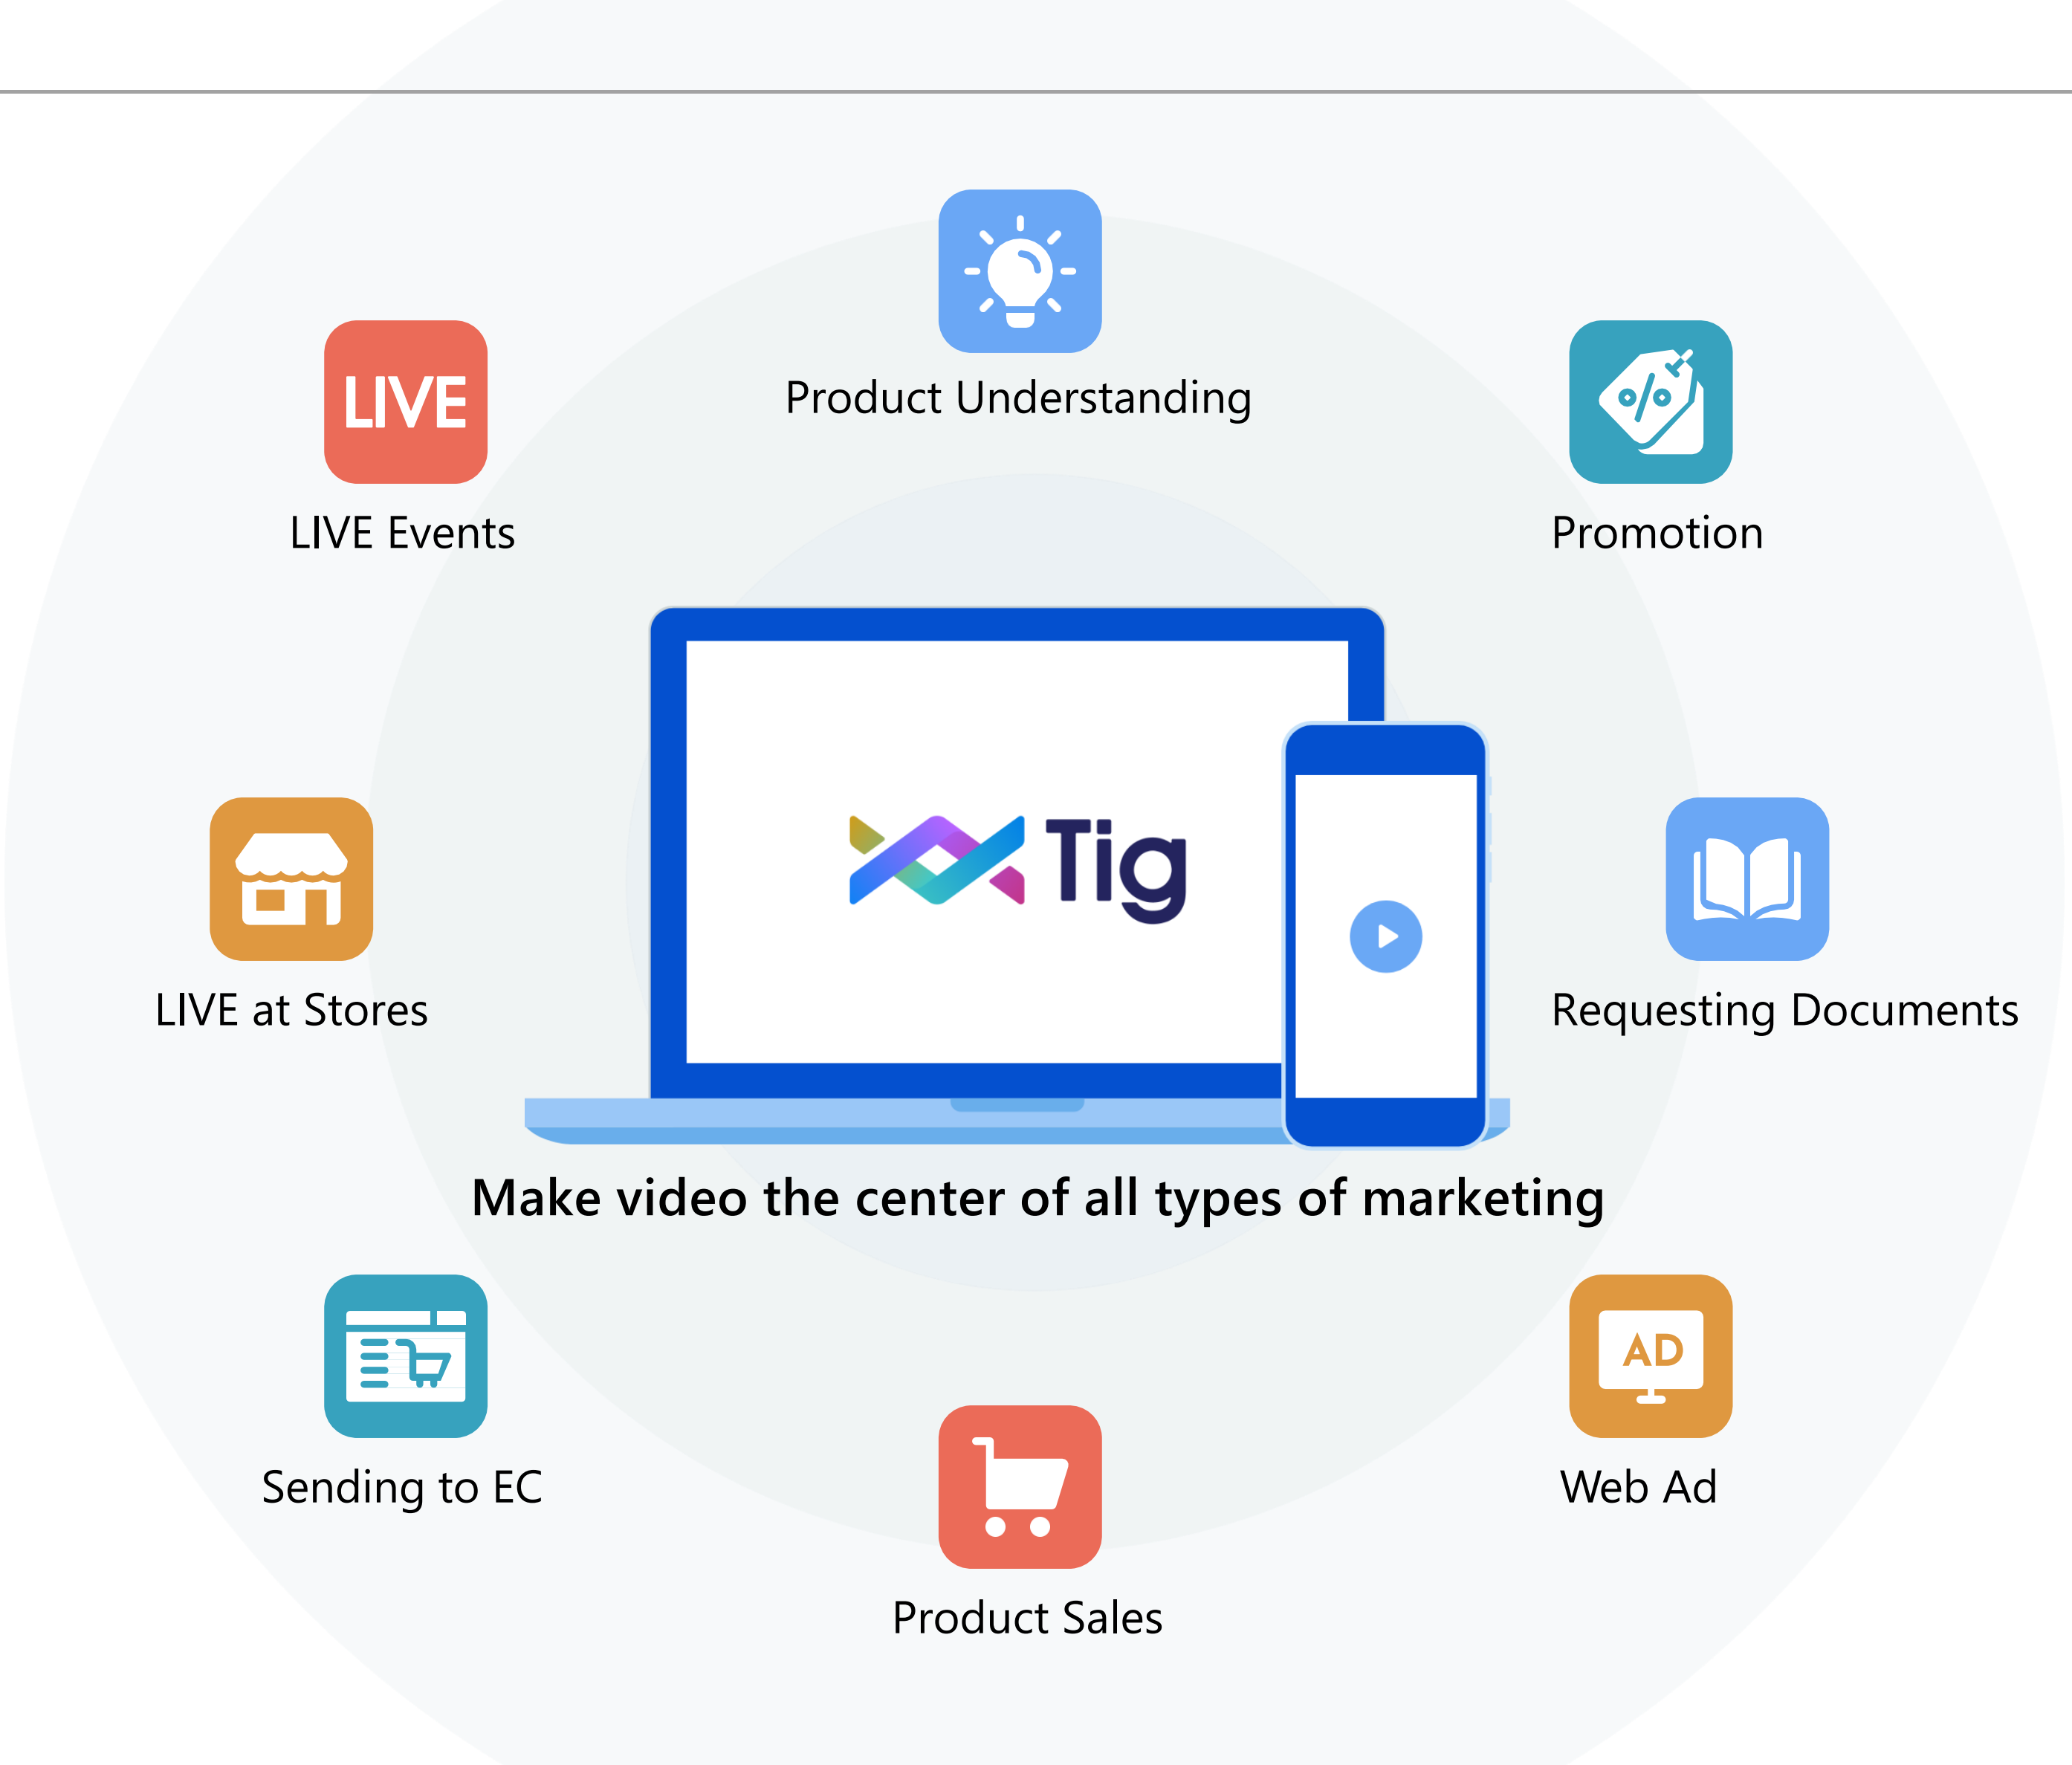 Product Understanding
LIVE
LIVE Events
Promotion
Tig
LIVE at Stores
Requesting Documents
Make video the center of all types of marketing
Sending to EC
AD
Web Ad
Product Sales